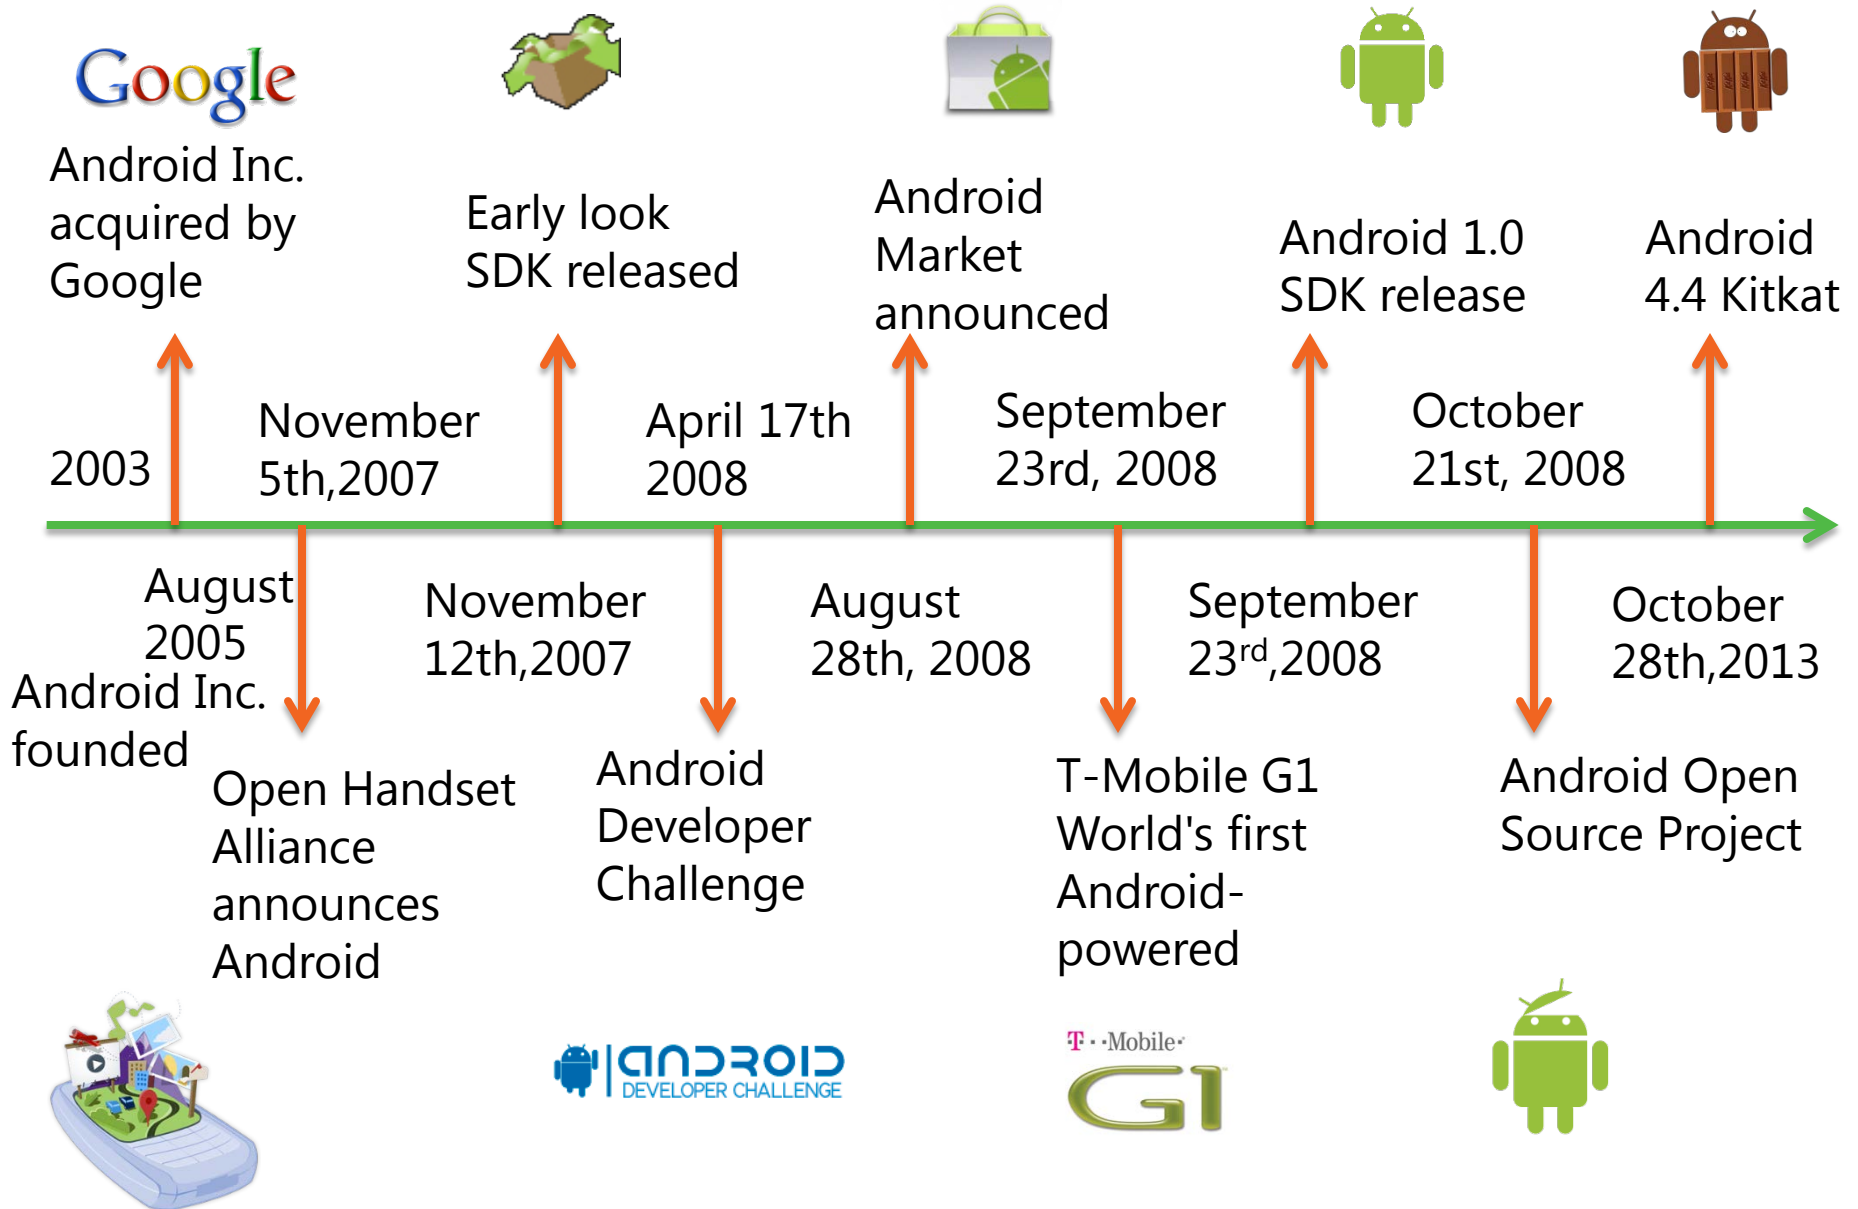 Google
Android Inc.
acquired by
Google
Early look
SDK released
Android
Market
announced
Android 1.0
SDK release
Android
4.4 Kitkat
2003
November
5th,2007
April 17th
2008
September
23rd, 2008
October
21st, 2008
August
2005
November
12th,2007
August
28th, 2008
September
23rd,2008
October
28th,2013
Android Inc.
founded
Open Handset
Alliance
announces
Android
Android
Developer
Challenge
T-Mobile G1
World's first
Android-
powered
Android Open
Source Project
ANDROID
DEVELOPER CHALLENGE
T··Mobile·
G1